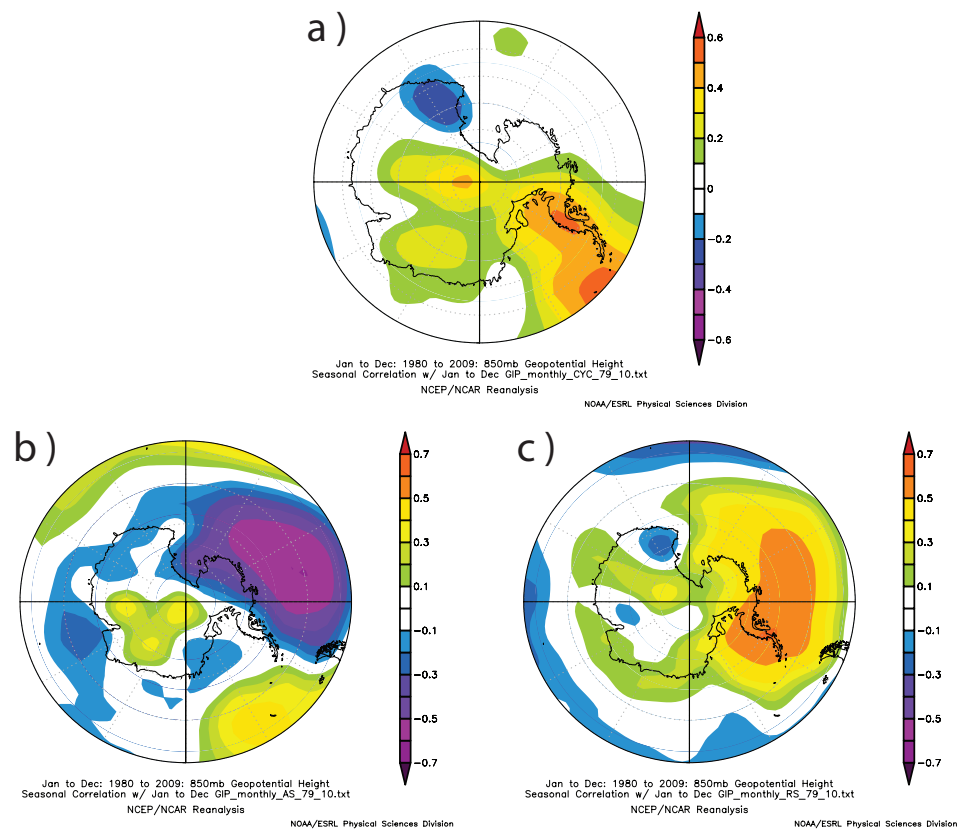 a )
0.6
0.4
0.2
0
-0.2
-0.4
-0.6
Jan to Dec: 1980 to 2009: 850mb Geopotential Height
Seasonal Correlation w/ Jan to Dec GIP_monthly_CYC_79_10.txt
NCEP/NCAR Reanalysis
NOAA/ESRL Physical Sciences Division
b )
0.7
0.5
0.3
0.1
-0.1
-0.3
-0.5
-0.7
Jan to Dec: 1980 to 2009: 850mb Geopotential Height
Seasonal Correlation w/ Jan to Dec GIP_monthly_AS_79_10.txt
NCEP/NCAR Reanalysis
NOAA/ESRL Physical Sciences Division
c )
0.7
0.5
0.3
0.1
-0.1
-0.3
-0.5
-0.7
Jan to Dec: 1980 to 2009: 850mb Geopotential Height
Seasonal Correlation w/ Jan to Dec GIP_monthly_RS_79_10.txt
NCEP/NCAR Reanalysis
NOAA/ESRL Physical Sciences Division